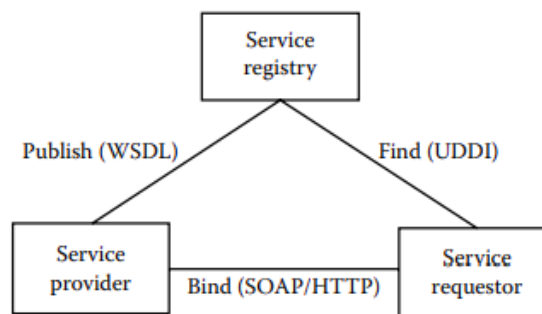 Service
registry
Publish (WSDL)
Find (UDDI)
Service
provider
Bind (SOAP/HTTP)
Service
requestor